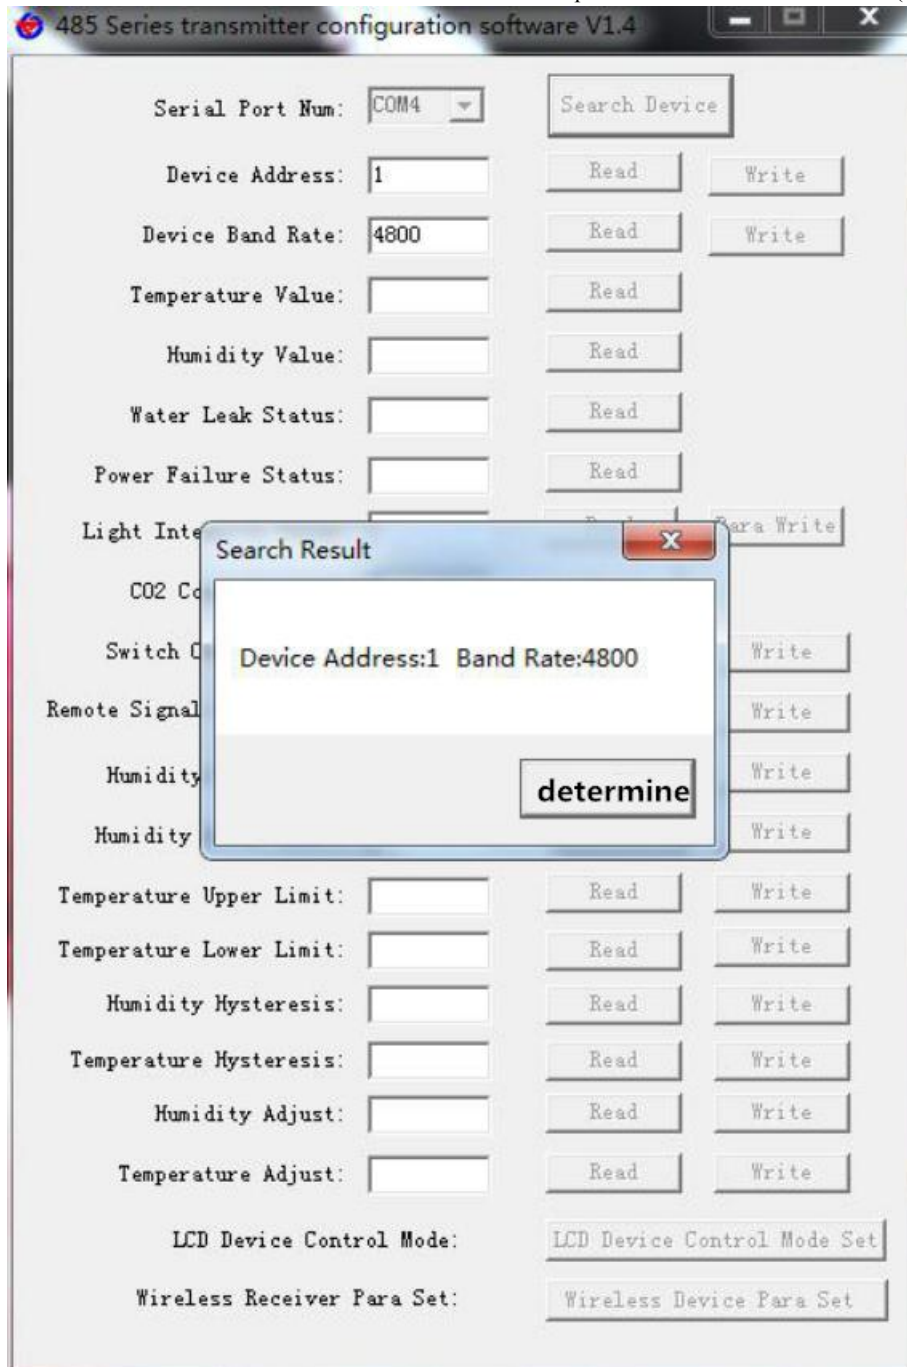 485 Series transmitter configuration software V1.4
Serial Port Num: COM4 Search Device
Device Address: 1 Read Write
Device Band Rate: 4800 Read Write
Temperature Value: Read
Humidity Value: Read
Water Leak Status: Read
Power Failure Status: Read
Light Inte Para Write
Search Result
CO2 Co
Switch Write
Device Address:1 Band Rate:4800
Remote Signal Write
Humidity Write
determine
Humidity Write
Temperature Upper Limit: Read Write
Temperature Lower Limit: Read Write
Humidity Hysteresis: Read Write
Temperature Hysteresis: Read Write
Humidity Adjust: Read Write
Temperature Adjust: Read Write
LCD Device Control Mode: LCD Device Control Mode Set
Wireless Receiver Para Set: Wireless Device Para Set